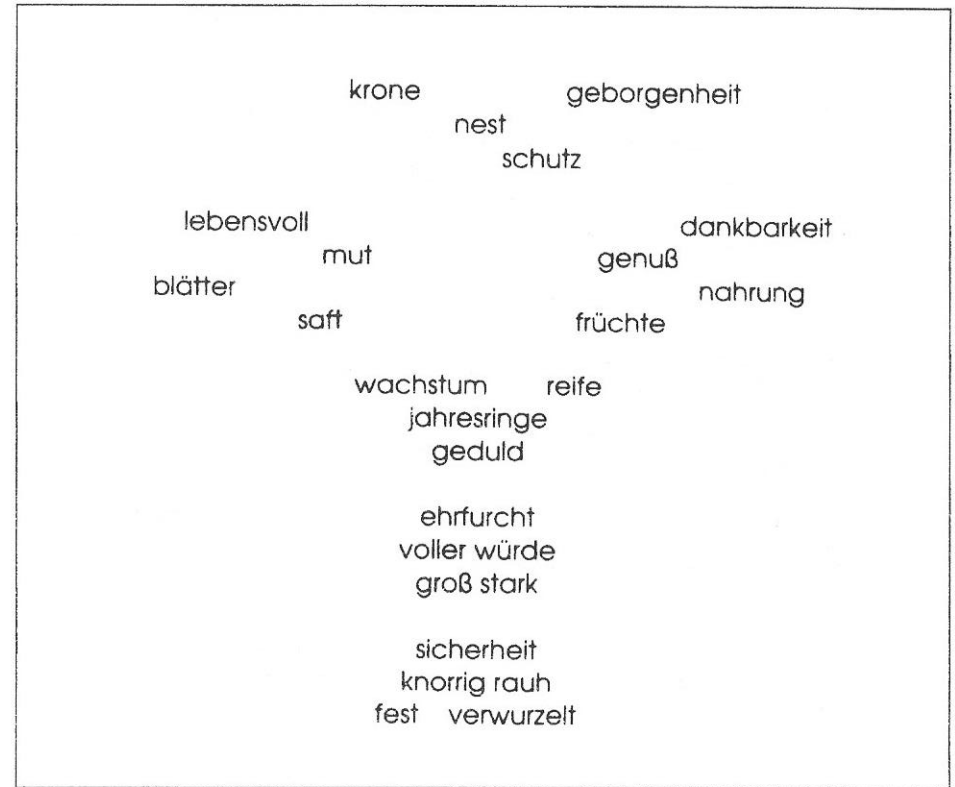 krone geborgenheit
nest
schutz
lebensvoll dankbarkeit
mut genuß
blätter nahrung
saft früchte
wachstum reife
jahresringe
geduld
ehrfurcht
voller würde
groß stark
sicherheit
knorrig rauh
fest verwurzelt